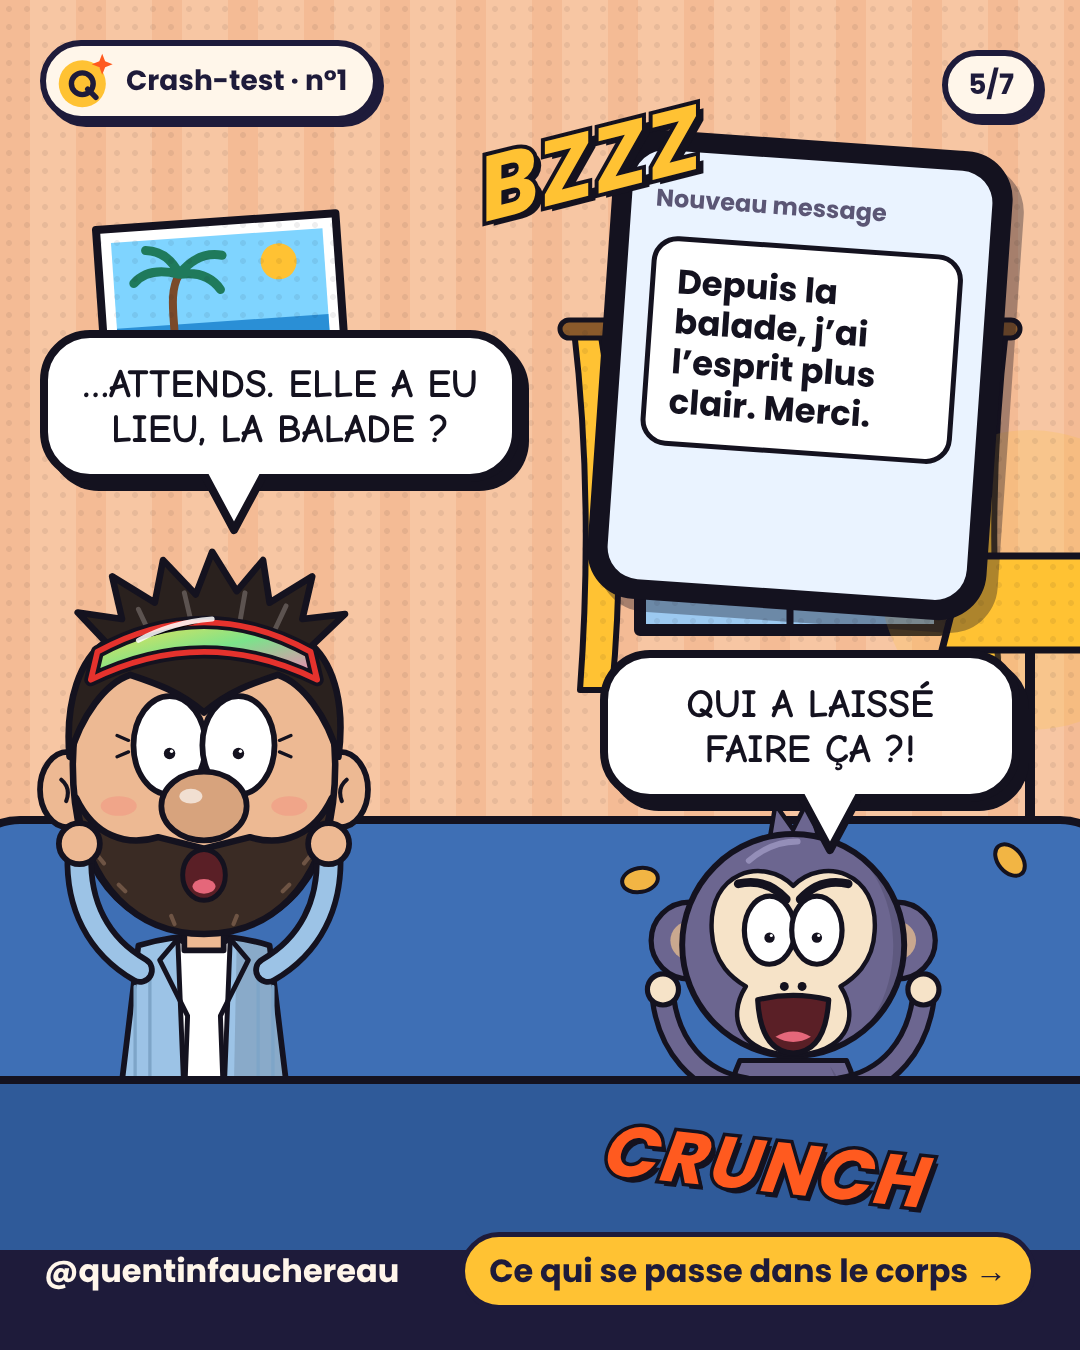 Q
Crash-test · n°1
5/7
BZZZ
Nouveau message
Depuis la
balade, j’ai
l’esprit plus
clair. Merci.
...ATTENDS. ELLE A EU
LIEU, LA BALADE ?
QUI A LAISSÉ
FAIRE ÇA ?!
CRUNCH
@quentinfauchereau
Ce qui se passe dans le corps →